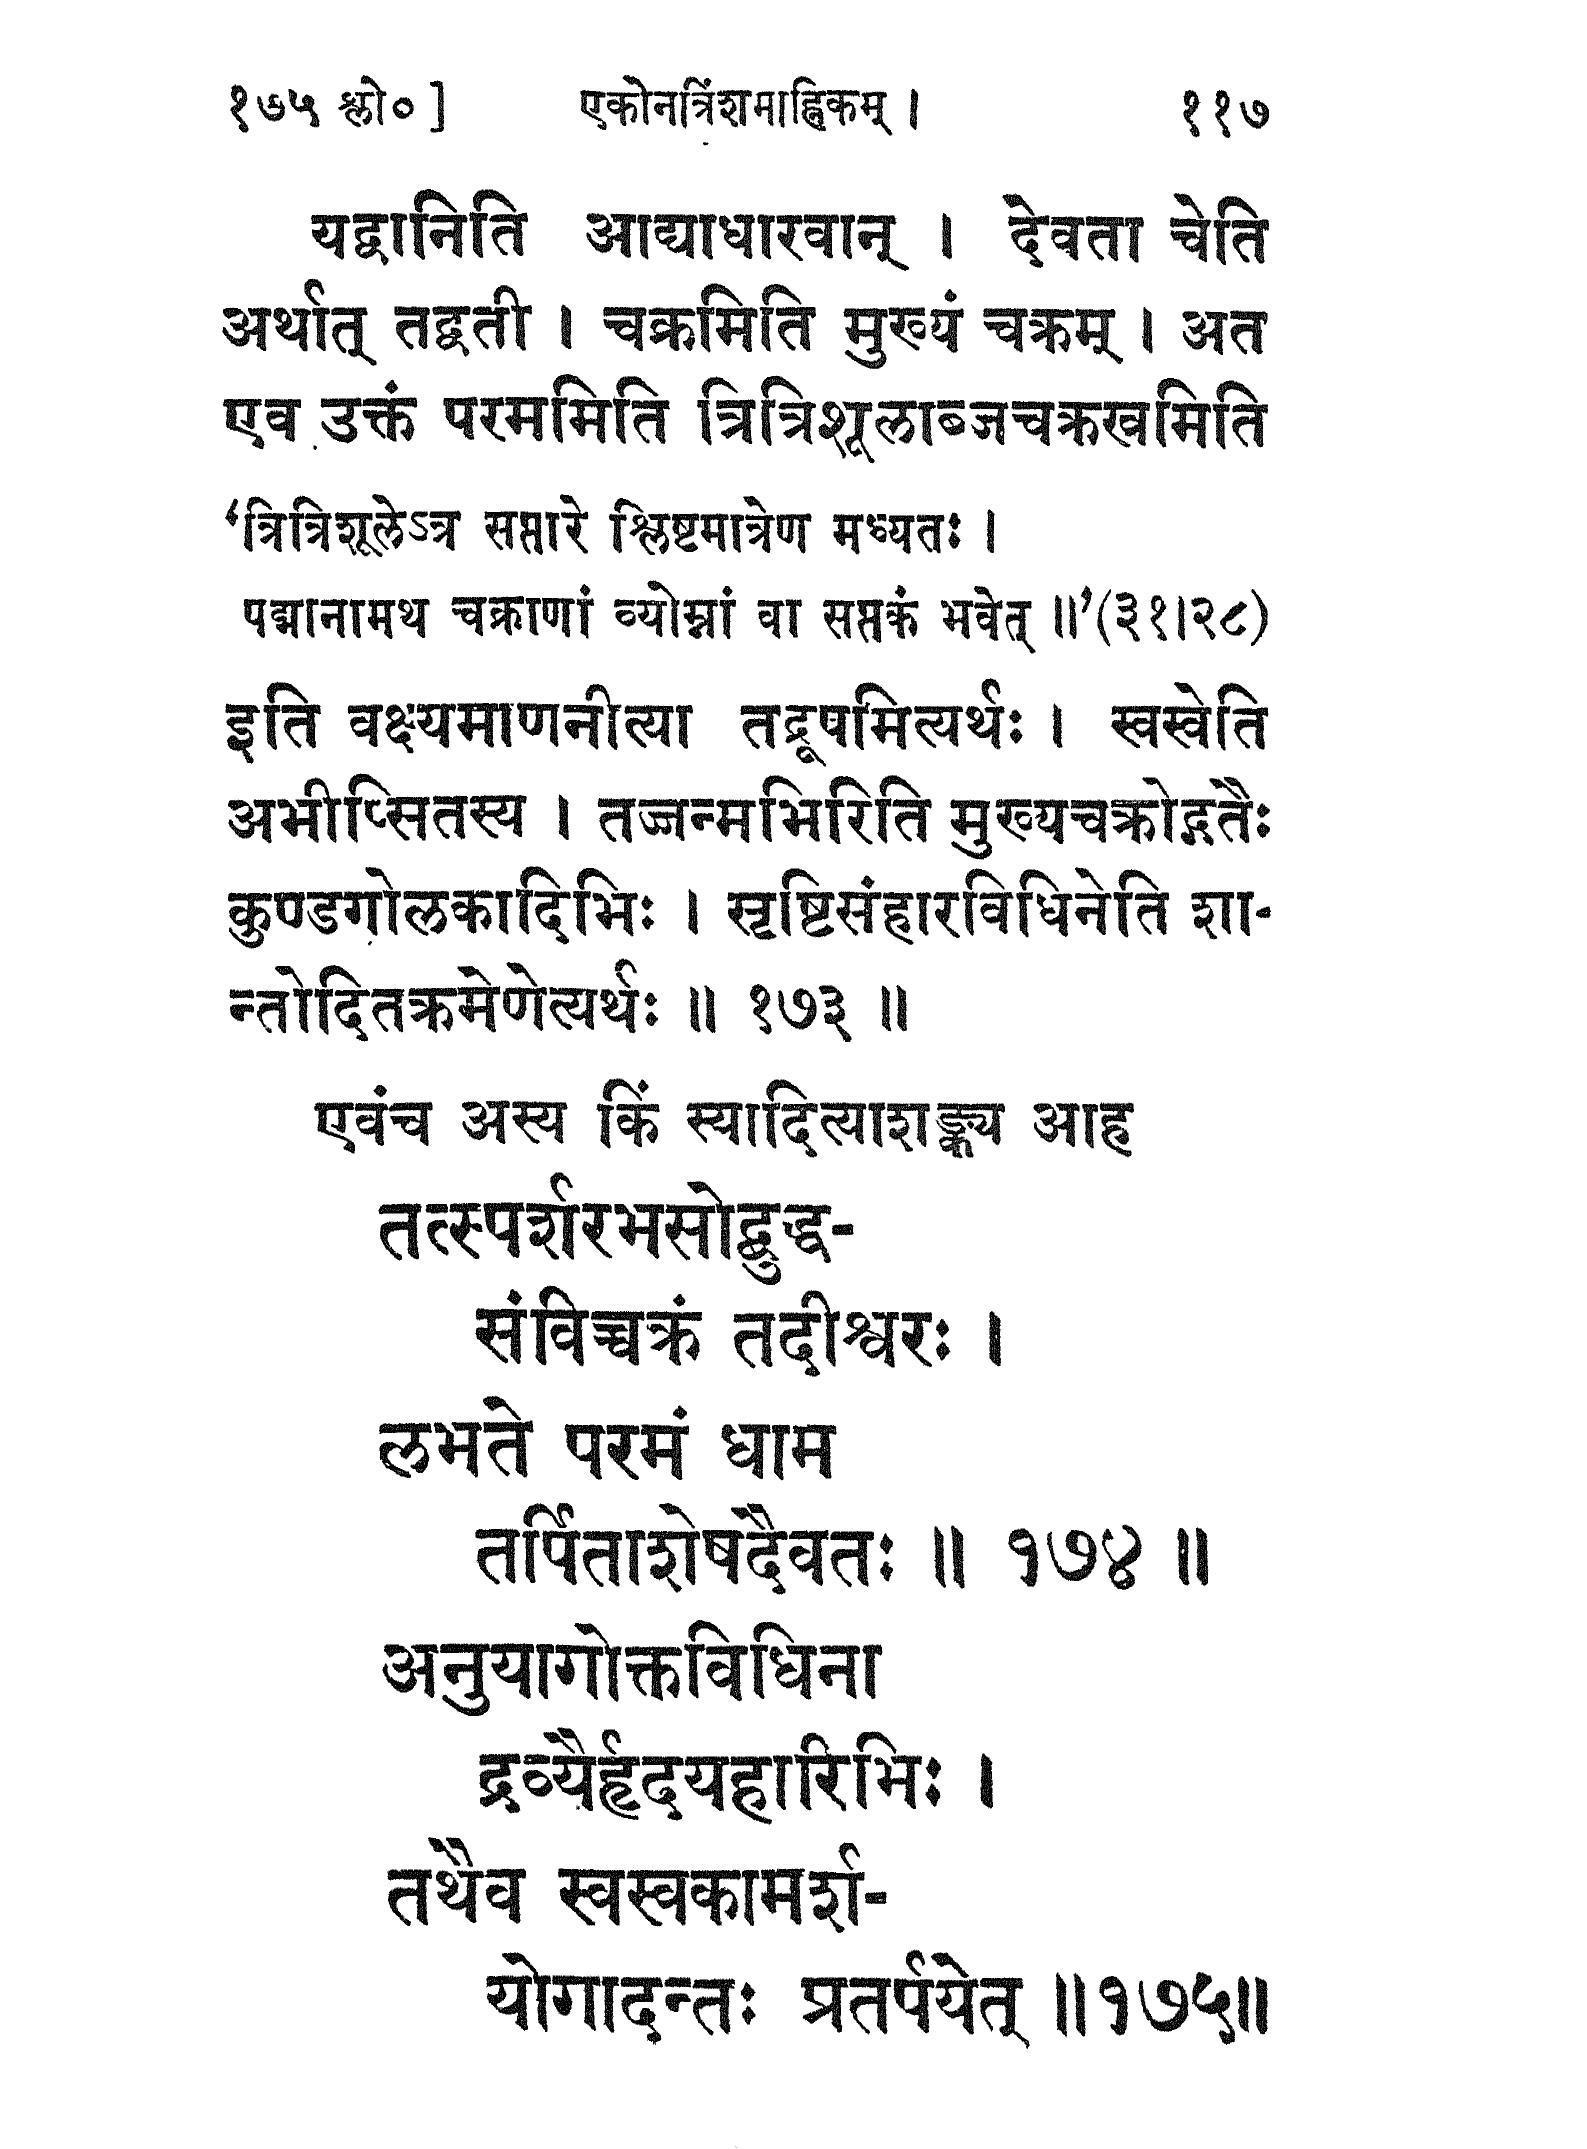 १७५ श्लो० ] एकोनत्रिंशमाह्निकम् । ११७
यद्वानिति आद्याधारवान् । देवता चेति
अर्थात् तद्वती । चक्रमिति मुख्यं चक्रम् । अत
एव उक्तं परममिति त्रित्रिशूलाब्जचक्रखमिति
‘त्रित्रिशूलेऽत्र सप्तारे श्लिष्टमात्रेण मध्यतः ।
पद्मानामथ चक्राणां व्योम्नां वा सप्तकं भवेत् ॥’(३१।२८)
इति वक्ष्यमाणनीत्या तद्रूषमित्यर्थः । स्वस्वेति
अभीप्सितस्य । तज्जन्मभिरिति मुख्यचक्रोद्गतैः
कुण्डगोलकादिभिः । सृष्टिसंहारविधिनेति शा-
न्तोदितक्रमेणेत्यर्थः ॥ १७३ ॥
एवंच अस्य किं स्यादित्याशङ्क्य आह
तत्स्पर्शरभसोद्बुद्ध-
संविच्चक्रं तदीश्वरः ।
लभते परमं धाम
तर्पिताशेषदैवतः ॥ १७४ ॥
अनुयागोक्तविधिना
द्रव्यैर्हृदयहारिभिः ।
तथैव स्वस्वकामर्श-
योगादन्तः प्रतर्पयेत् ॥१७५॥